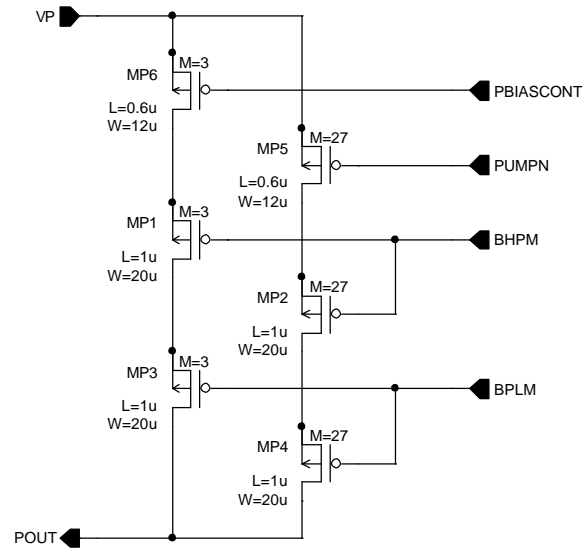 VP
M=3
MP6
L=0.6u
W=12u
PBIASCONT
M=27
MP5
L=0.6u
W=12u
PUMPN
M=3
MP1
L=1u
W=20u
BHPM
M=27
MP2
L=1u
W=20u
M=3
MP3
L=1u
W=20u
BPLM
M=27
MP4
L=1u
W=20u
POUT